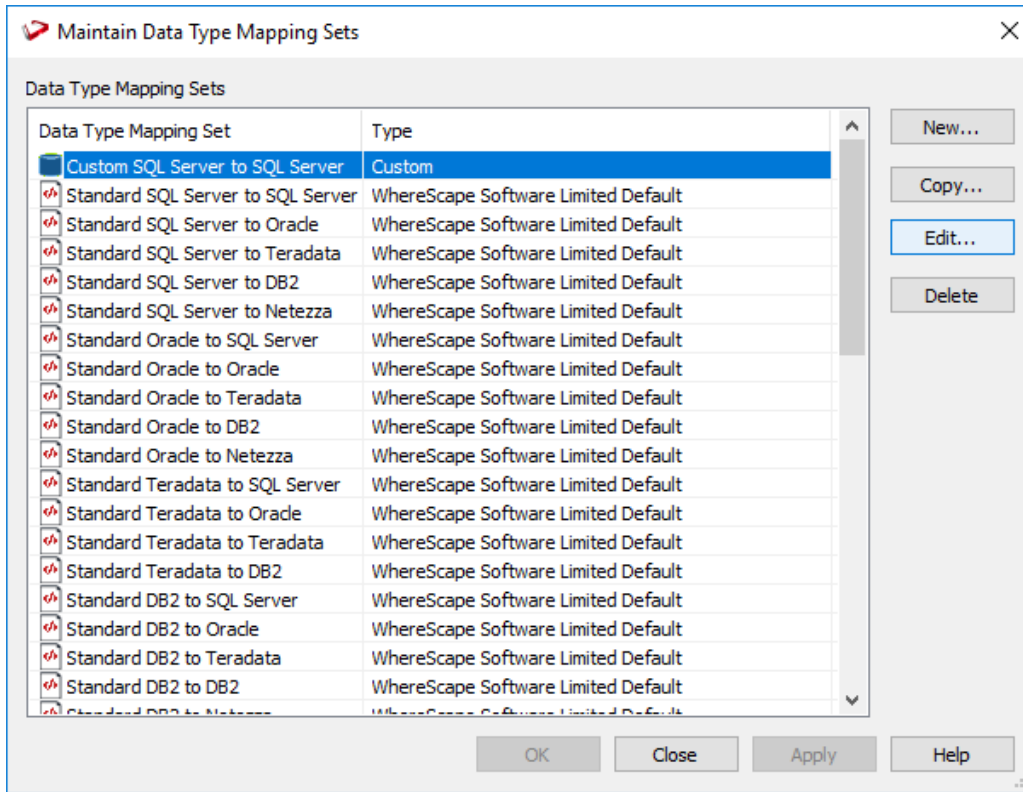 Maintain Data Type Mapping Sets
Data Type Mapping Sets
Data Type Mapping Set Type
Custom SQL Server to SQL Server Custom
Standard SQL Server to SQL Server WhereScape Software Limited Default
Standard SQL Server to Oracle WhereScape Software Limited Default
Standard SQL Server to Teradata WhereScape Software Limited Default
Standard SQL Server to DB2 WhereScape Software Limited Default
Standard SQL Server to Netezza WhereScape Software Limited Default
Standard Oracle to SQL Server WhereScape Software Limited Default
Standard Oracle to Oracle WhereScape Software Limited Default
Standard Oracle to Teradata WhereScape Software Limited Default
Standard Oracle to DB2 WhereScape Software Limited Default
Standard Oracle to Netezza WhereScape Software Limited Default
Standard Teradata to SQL Server WhereScape Software Limited Default
Standard Teradata to Oracle WhereScape Software Limited Default
Standard Teradata to Teradata WhereScape Software Limited Default
Standard Teradata to DB2 WhereScape Software Limited Default
Standard DB2 to SQL Server WhereScape Software Limited Default
Standard DB2 to Oracle WhereScape Software Limited Default
Standard DB2 to Teradata WhereScape Software Limited Default
Standard DB2 to DB2 WhereScape Software Limited Default
Standard DB2 to Netezza WhereScape Software Limited Default
New...
Copy...
Edit...
Delete
OK Close Apply Help